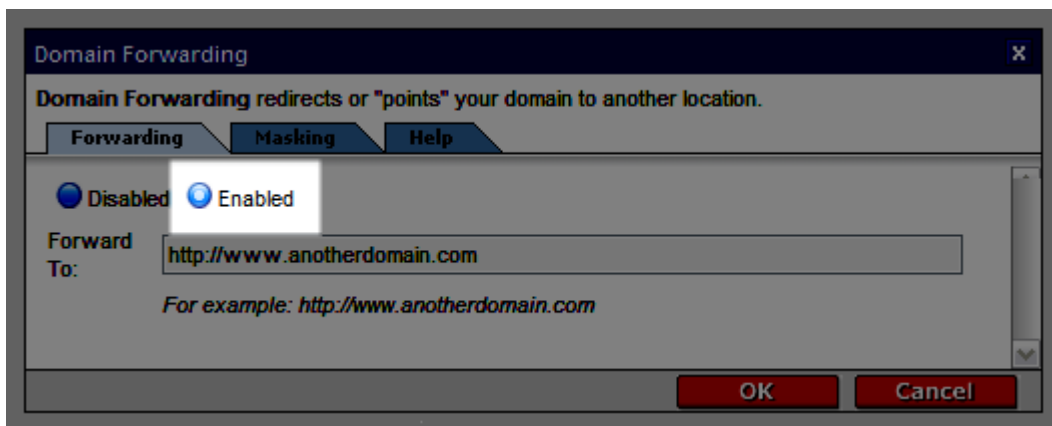 Domain Forwarding x
Domain Forwarding redirects or "points" your domain to another location.
Forwarding Masking Help
Disabled Enabled
Forward To: http://www.anotherdomain.com
For example: http://www.anotherdomain.com
OK Cancel